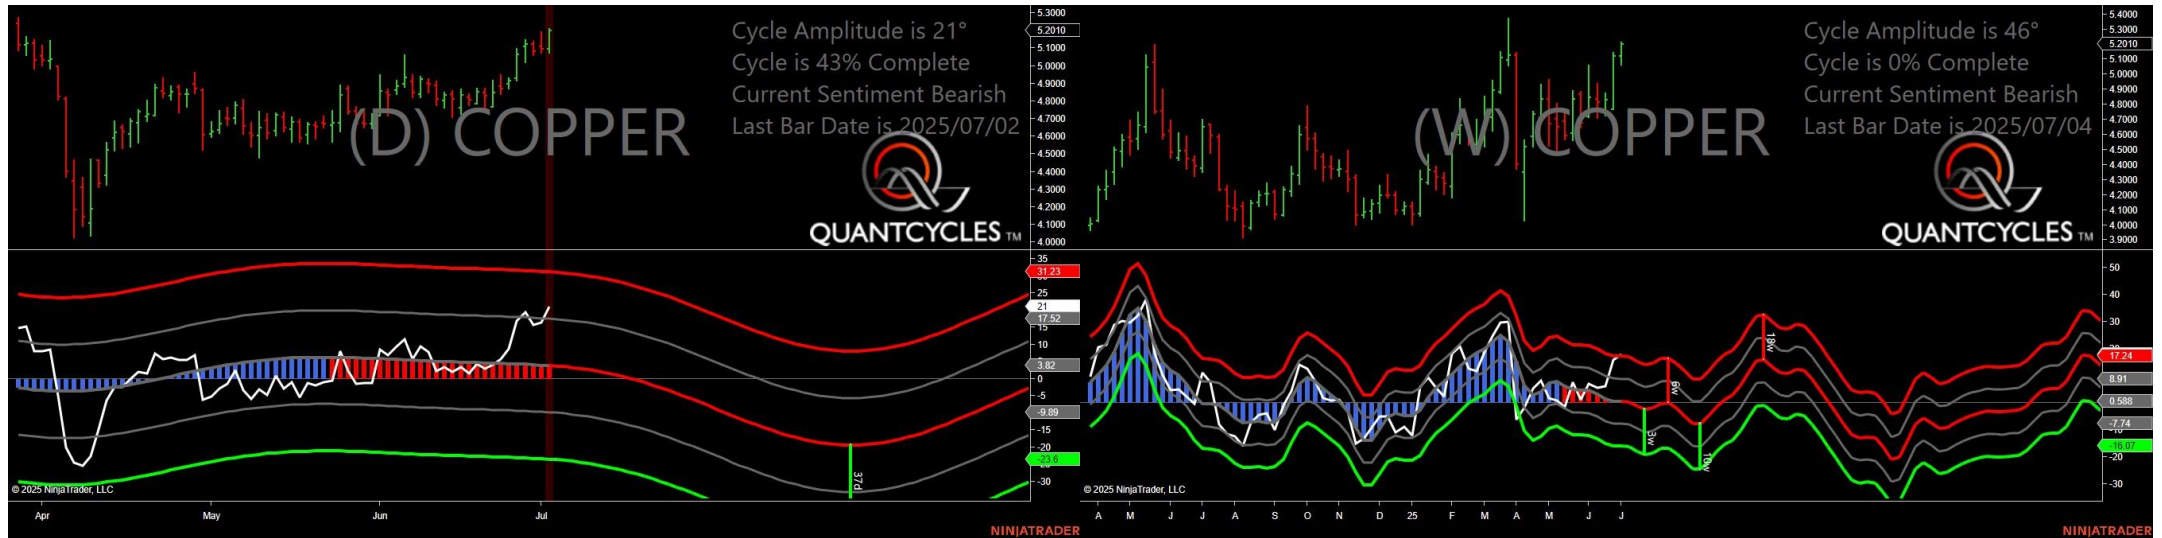 Cycle Amplitude is 21°
Cycle is 43% Complete
Current Sentiment Bearish
Last Bar Date is 2025/07/02
(D) COPPER
QUANTCYCLES TM
5.3000
5.2010
5.1000
5.0000
4.9000
4.8000
4.7000
4.6000
4.5000
4.4000
4.3000
4.2000
4.1000
4.0000
35
31.23
25
21
17.52
15
10
3.82
0
-5
-9.89
-15
-20
-23.6
-30
37d
© 2025 NinjaTrader, LLC
Apr May Jun Jul
NINJATRADER
Cycle Amplitude is 46°
Cycle is 0% Complete
Current Sentiment Bearish
Last Bar Date is 2025/07/04
(W) COPPER
QUANTCYCLES TM
5.4000
5.3000
5.2010
5.1000
5.0000
4.9000
4.8000
4.7000
4.6000
4.5000
4.4000
4.3000
4.2000
4.1000
4.0000
3.9000
50
40
30
17.24
8.91
0.588
-7.74
-16.07
-20
-30
18w
6w
3w
10w
© 2025 NinjaTrader, LLC
A M J J A S O N D 25 F M A M J J
NINJATRADER